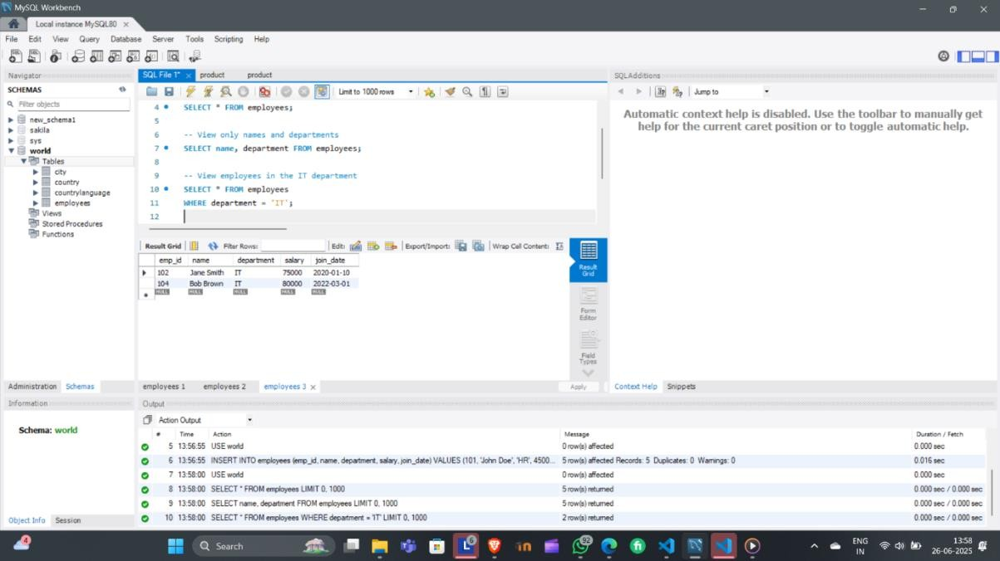 MySQL Workbench
Local instance MySQL80
File Edit View Query Database Server Tools Scripting Help
Navigator
SCHEMAS
Filter objects
new_schema1
sakila
sys
world
Tables
city
country
countrylanguage
employees
Views
Stored Procedures
Functions
Administration Schemas
Information
Schema: world
Object Info Session
SQL File 1* product product
Limit to 1000 rows
4 SELECT * FROM employees;
5
6 -- View only names and departments
7 SELECT name, department FROM employees;
8
9 -- View employees in the IT department
10 SELECT * FROM employees
11 WHERE department = 'IT';
12
Result Grid Filter Rows: Edit: Export/Import: Wrap Cell Content:
emp_id name department salary join_date
102 Jane Smith IT 75000 2020-01-10
104 Bob Brown IT 80000 2022-03-01
NULL NULL NULL NULL NULL
Result
Grid
Form
Editor
Field
Types
employees 1 employees 2 employees 3 Apply
SQLAdditions
Jump to
Automatic context help is disabled. Use the toolbar to manually get
help for the current caret position or to toggle automatic help.
Context Help Snippets
Output
Action Output
# Time Action Message Duration / Fetch
5 13:56:55 USE world 0 row(s) affected 0.000 sec
6 13:56:55 INSERT INTO employees (emp_id, name, department, salary, join_date) VALUES (101, 'John Doe', 'HR', 4500... 5 row(s) affected Records: 5 Duplicates: 0 Warnings: 0 0.016 sec
7 13:58:00 USE world 0 row(s) affected 0.000 sec
8 13:58:00 SELECT * FROM employees LIMIT 0, 1000 5 row(s) returned 0.000 sec / 0.000 sec
9 13:58:00 SELECT name, department FROM employees LIMIT 0, 1000 5 row(s) returned 0.000 sec / 0.000 sec
10 13:58:00 SELECT * FROM employees WHERE department = 'IT' LIMIT 0, 1000 2 row(s) returned 0.000 sec / 0.000 sec
4
Search
L
6
in
92
ENG
IN
13:58
26-06-2025